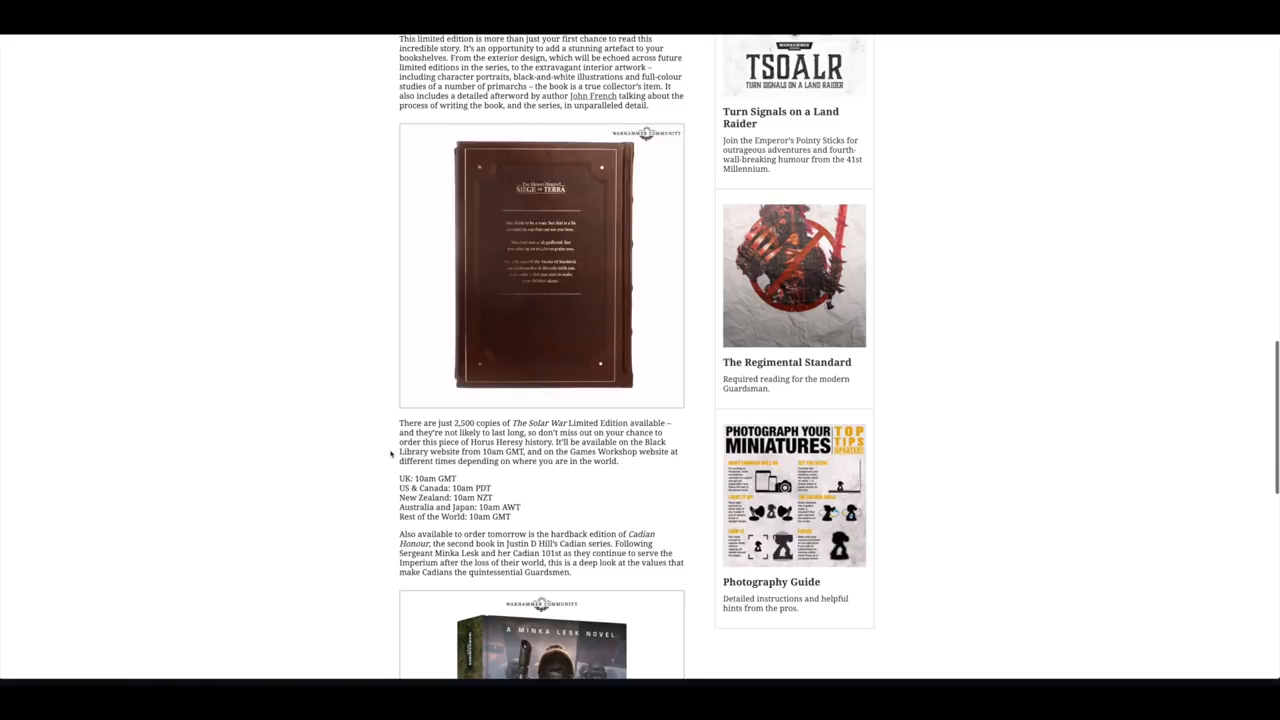 This limited edition is more than just your first chance to read this
incredible story. It's an opportunity to add a stunning artefact to your
bookshelves. From the exterior design, which will be echoed across future
limited editions in the series, to the extravagant interior artwork –
including character portraits, black-and-white illustrations and full-colour
studies of a number of primarchs – the book is a true collector's item. It
also includes a detailed afterword by author John French talking about the
process of writing the book, and the series, in unparalleled detail.
WARHAMMER COMMUNITY
The Horus Heresy
SIEGE OF TERRA
There are just 2,500 copies of The Solar War Limited Edition available –
and they're not likely to last long, so don't miss out on your chance to
order this piece of Horus Heresy history. It'll be available on the Black
Library website from 10am GMT, and on the Games Workshop website at
different times depending on where you are in the world.
UK: 10am GMT
US & Canada: 10am PDT
New Zealand: 10am NZT
Australia and Japan: 10am AWT
Rest of the World: 10am GMT
Also available to order tomorrow is the hardback edition of Cadian
Honour, the second book in Justin D Hill's Cadian series. Following
Sergeant Minka Lesk and her Cadian 101st as they continue to serve the
Imperium after the loss of their world, this is a deep look at the values that
make Cadians the quintessential Guardsmen.
WARHAMMER COMMUNITY
A MINKA LESK NOVEL
WARHAMMER
TSOALR
TURN SIGNALS ON A LAND RAIDER
Turn Signals on a Land
Raider
Join the Emperor's Pointy Sticks for
outrageous adventures and fourth-
wall-breaking humour from the 41st
Millennium.
The Regimental Standard
Required reading for the modern
Guardsman.
PHOTOGRAPH YOUR
MINIATURES
TOP
TIPS
Photography Guide
Detailed instructions and helpful
hints from the pros.